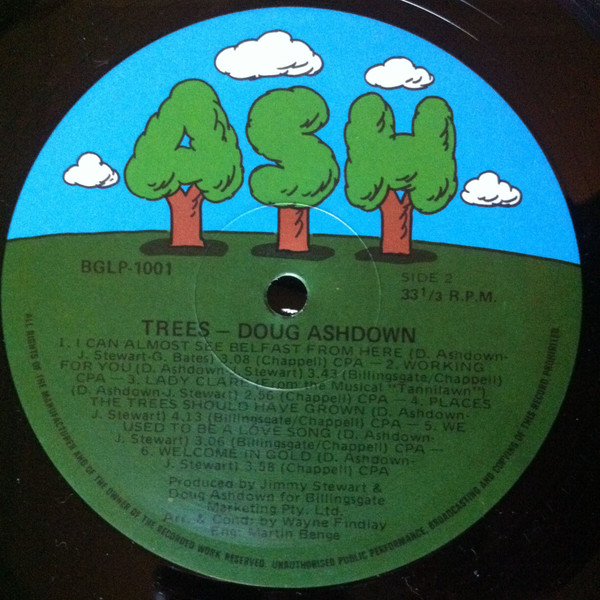 ASH
BGLP-1001
SIDE 2
33 1/3 R.P.M.
TREES – DOUG ASHDOWN
1. I CAN ALMOST SEE BELFAST FROM HERE (D. Ashdown-
J. Stewart-G. Bates) 3.08 (Chappell) CPA – 2. WORKING
FOR YOU (D. Ashdown-J. Stewart) 3.43 (Billingsgate/Chappell)
CPA – 3. LADY CLARE (from the Musical "Tannifawn")
(D. Ashdown-J. Stewart) 2.56 (Chappell) CPA – 4. PLACES
THE TREES SHOULD HAVE GROWN (D. Ashdown-
J. Stewart) 4.13 (Billingsgate/Chappell) CPA – 5. WE
USED TO BE A LOVE SONG (D. Ashdown-
J. Stewart) 3.06 (Billingsgate/Chappell) CPA –
6. WELCOME IN GOLD (D. Ashdown-
J. Stewart) 3.58 (Chappell) CPA
Produced by Jimmy Stewart &
Doug Ashdown for Billingsgate
Marketing Pty. Ltd.
Arr. & Cond: by Wayne Findlay
Eng: Martin Benge
ALL RIGHTS OF THE MANUFACTURER AND OF THE OWNER OF THE RECORDED WORK RESERVED. UNAUTHORISED PUBLIC PERFORMANCE, BROADCASTING AND COPYING OF THIS RECORD PROHIBITED